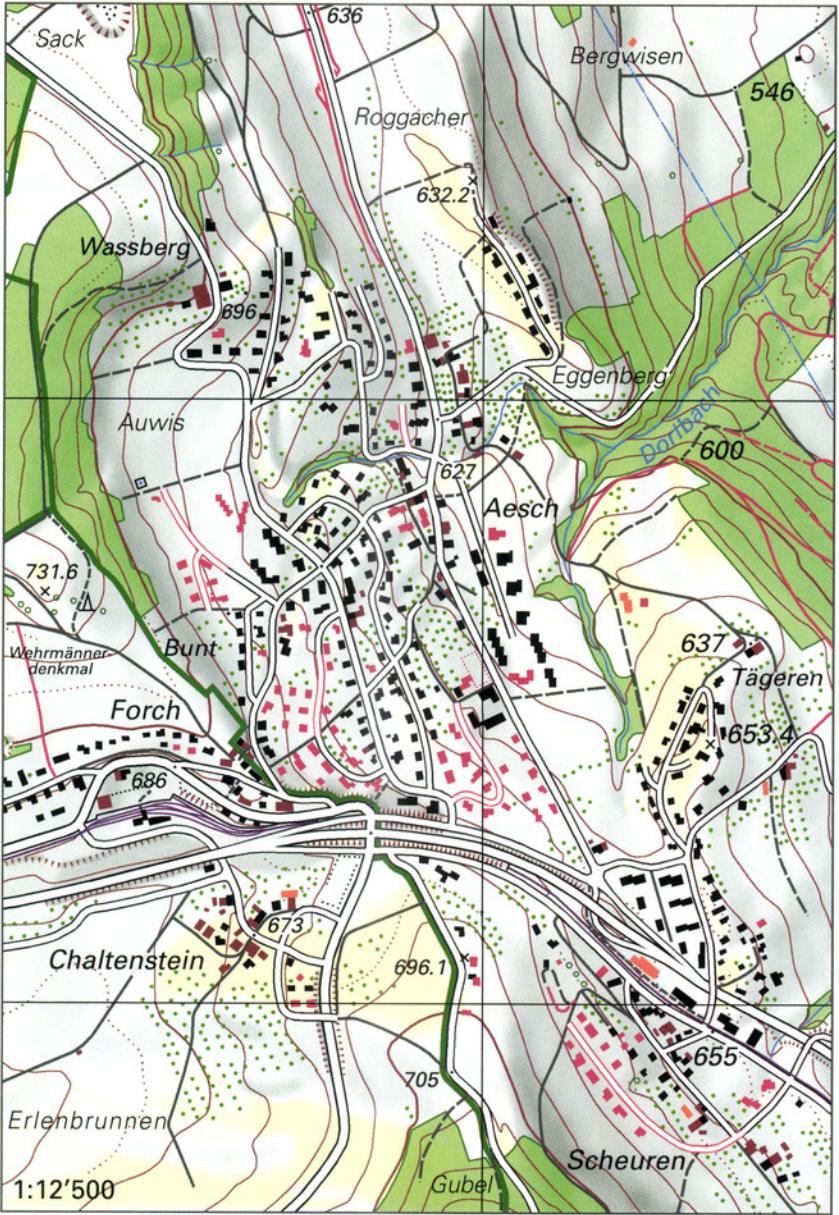 636
Sack
Bergwisen
546
Roggacher
632.2
Wassberg
696
Eggenberg
Auwis
Dorfbach
600
627
Aesch
731.6
Wehrmänner-
denkmal
Bunt
637
Tägeren
Forch
653.4
686
673
Chaltenstein
696.1
655
705
Erlenbrunnen
Scheuren
Gubel
1:12'500